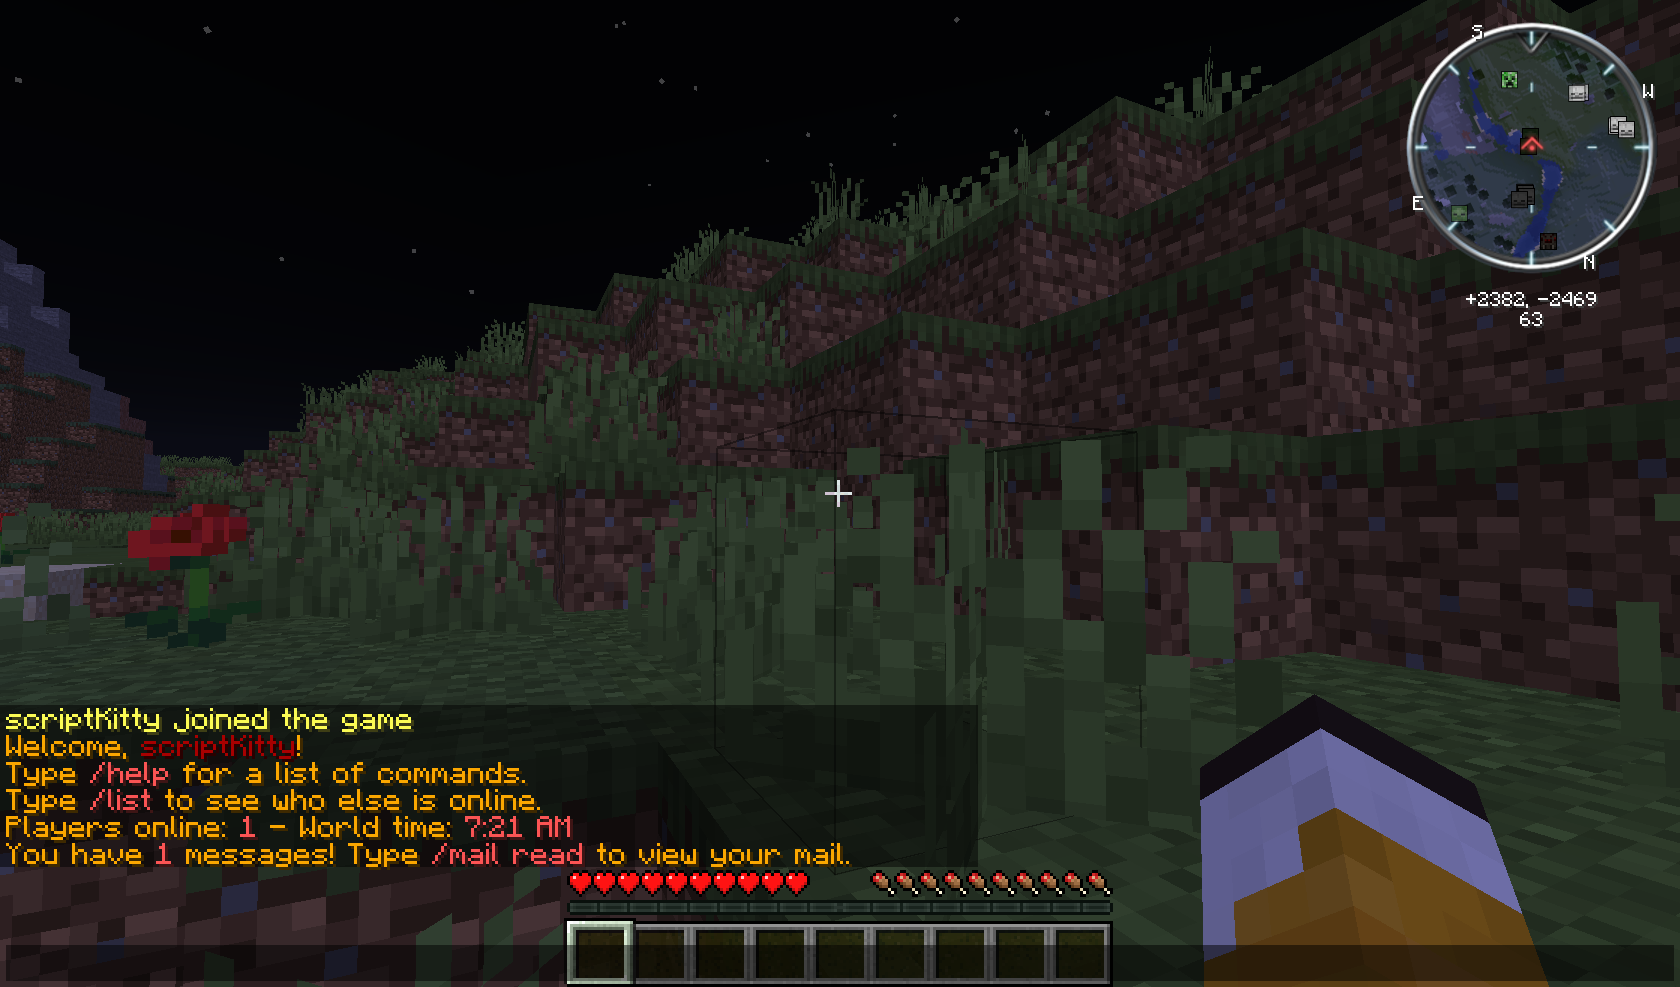 S
W
E
N
+2382, -2469
63
scriptKitty joined the game
Welcome, scriptKitty!
Type /help for a list of commands.
Type /list to see who else is online.
Players online: 1 - World time: 7:21 AM
You have 1 messages! Type /mail read to view your mail.